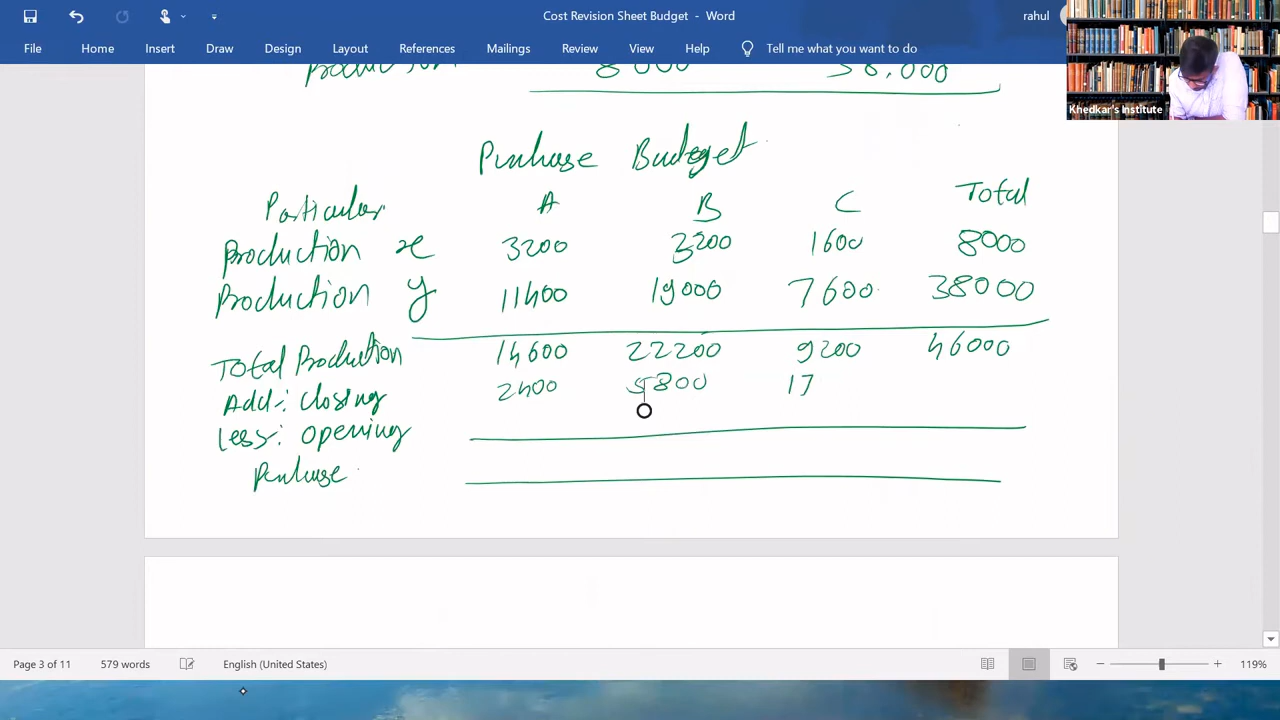 Cost Revision Sheet Budget - Word
rahul
File Home Insert Draw Design Layout References Mailings Review View Help Tell me what you want to do
Khedkar's Institute
Production 8000 38,000
Purchase Budget
Particular A B C Total
Production x 3200 3200 1600 8000
Production y 11400 19000 7600 38000
Total Production 14600 22200 9200 46000
Add:- Closing 2400 5800 17
Less:- Opening
Purchase
Page 3 of 11 579 words English (United States) 119%